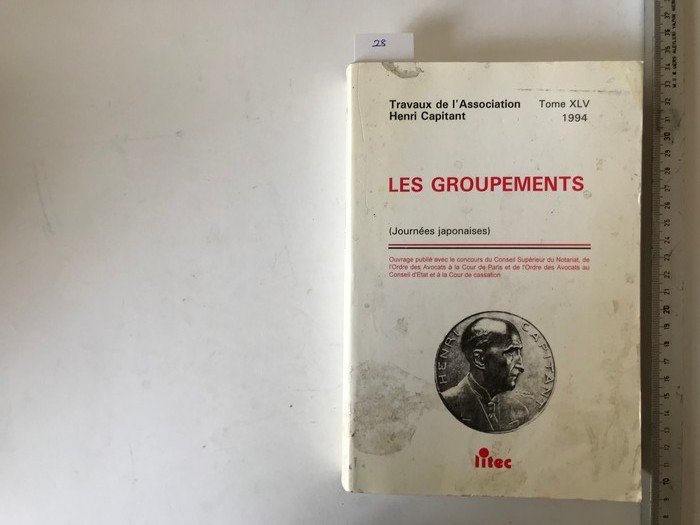 28
Travaux de l'Association Tome XLV
Henri Capitant 1994
LES GROUPEMENTS
(Journées japonaises)
Ouvrage publié avec le concours du Conseil Supérieur du Notariat, de
l'Ordre des Avocats à la Cour de Paris et de l'Ordre des Avocats au
Conseil d'Etat et à la Cour de cassation
HENRI CAPITANT
litec